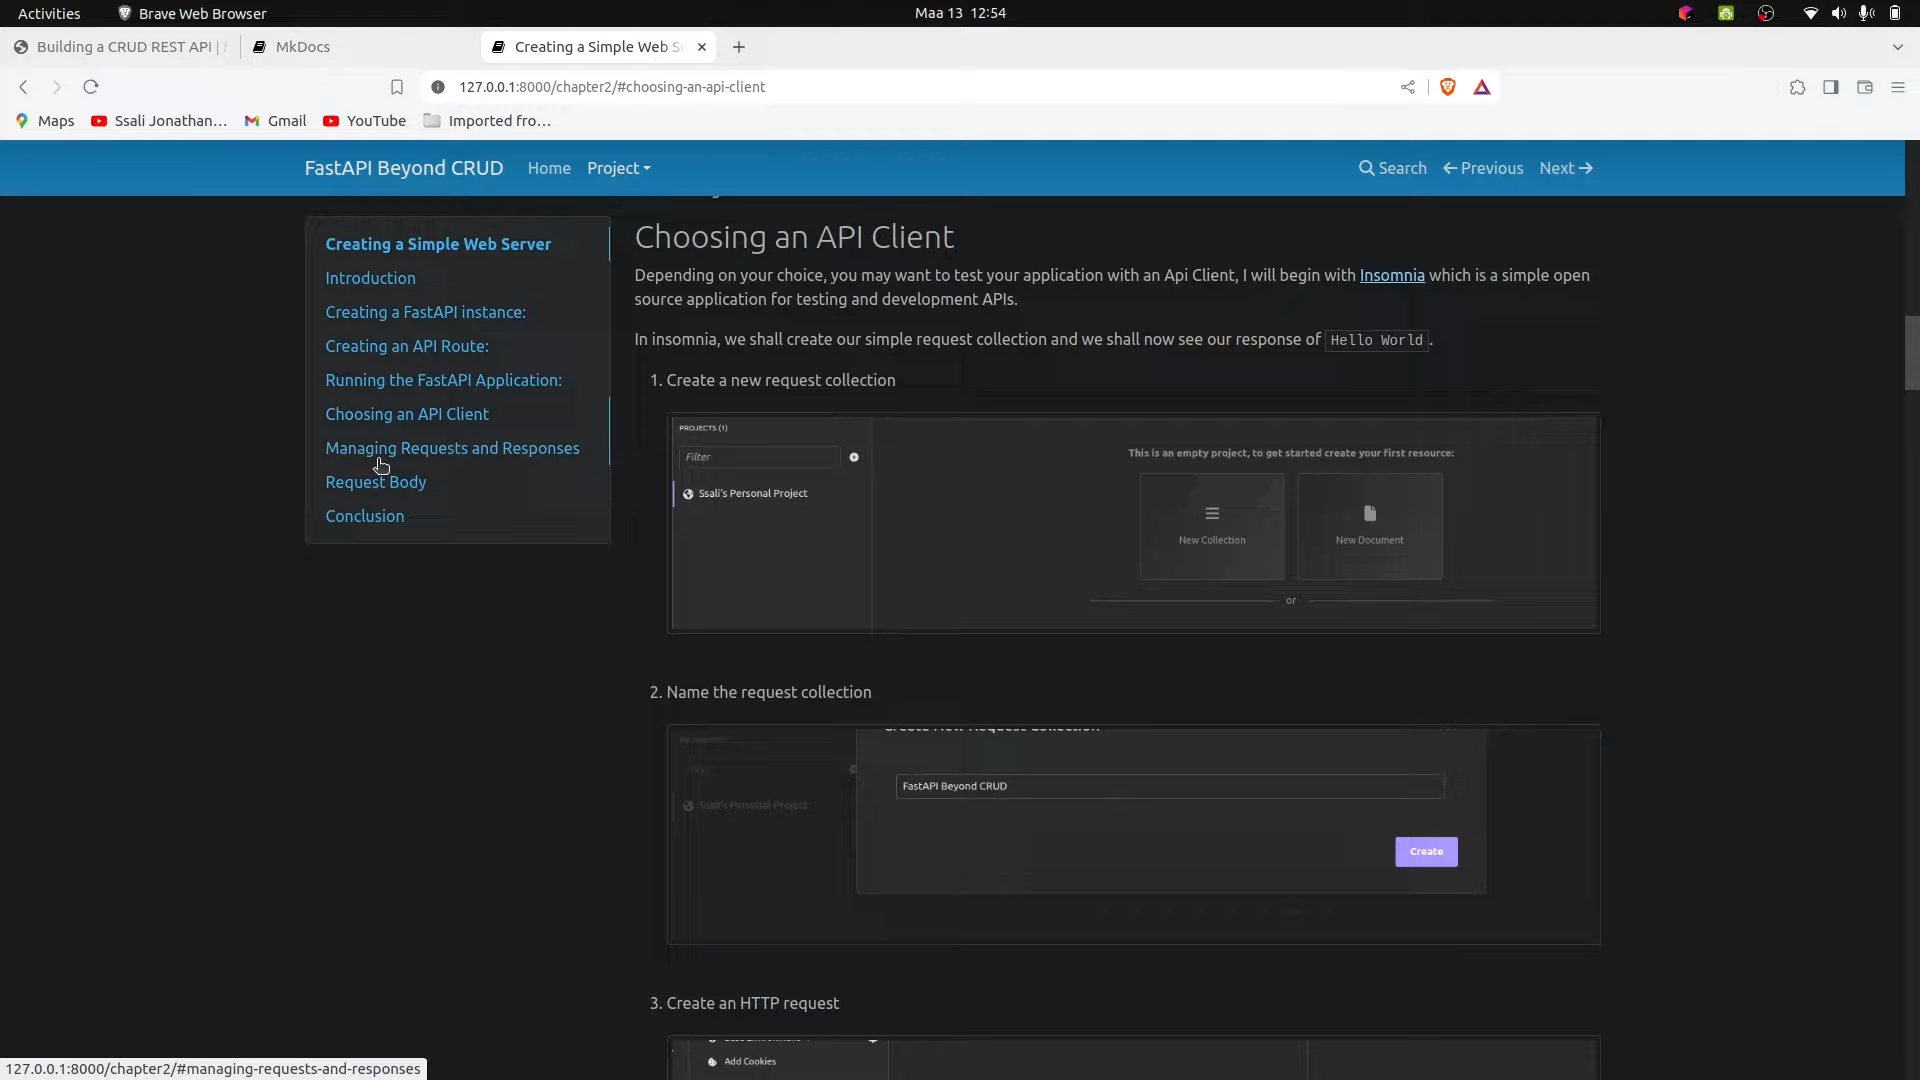 Activities
Brave Web Browser
Maa 13 12:54
Building a CRUD REST API |
MkDocs
Creating a Simple Web S
127.0.0.1:8000/chapter2/#choosing-an-api-client
Maps
Ssali Jonathan...
Gmail
YouTube
Imported fro...
FastAPI Beyond CRUD
Home
Project
Search
Previous
Next
Creating a Simple Web Server
Introduction
Creating a FastAPI instance:
Creating an API Route:
Running the FastAPI Application:
Choosing an API Client
Managing Requests and Responses
Request Body
Conclusion
Choosing an API Client
Depending on your choice, you may want to test your application with an Api Client, I will begin with Insomnia which is a simple open
source application for testing and development APIs.
In insomnia, we shall create our simple request collection and we shall now see our response of Hello World.
1. Create a new request collection
PROJECTS (1)
Filter
Ssali's Personal Project
This is an empty project, to get started create your first resource:
New Collection
New Document
or
2. Name the request collection
Create New Request Collection
Ssali's Personal Project
FastAPI Beyond CRUD
Create
3. Create an HTTP request
Add Cookies
127.0.0.1:8000/chapter2/#managing-requests-and-responses